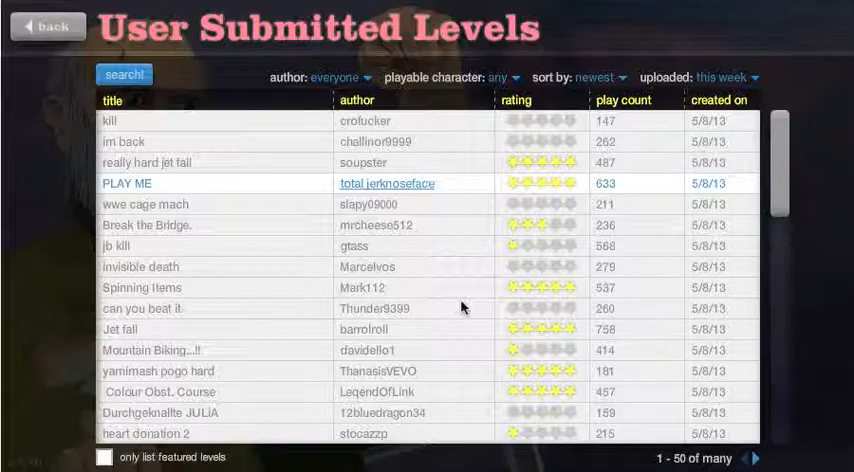 back User Submitted Levels
search! author: everyone playable character: any sort by: newest uploaded: this week
title author rating play count created on
kill crofucker 147 5/8/13
im back challinor9999 262 5/8/13
really hard jet fall soupster 487 5/8/13
PLAY ME total jerknoseface 633 5/8/13
wwe cage mach slapy09000 211 5/8/13
Break the Bridge. mrcheese512 236 5/8/13
jb kill gtass 568 5/8/13
invisible death Marcelvos 279 5/8/13
Spinning Items Mark112 537 5/8/13
can you beat it Thunder9399 260 5/8/13
Jet fall barrolroll 758 5/8/13
Mountain Biking...!! davidello1 414 5/8/13
yamimash pogo hard ThanasisVEVO 181 5/8/13
Colour Obst. Course LegendOfLink 457 5/8/13
Durchgeknallte JULiA 12bluedragon34 159 5/8/13
heart donation 2 stocazzp 215 5/8/13
only list featured levels 1 - 50 of many